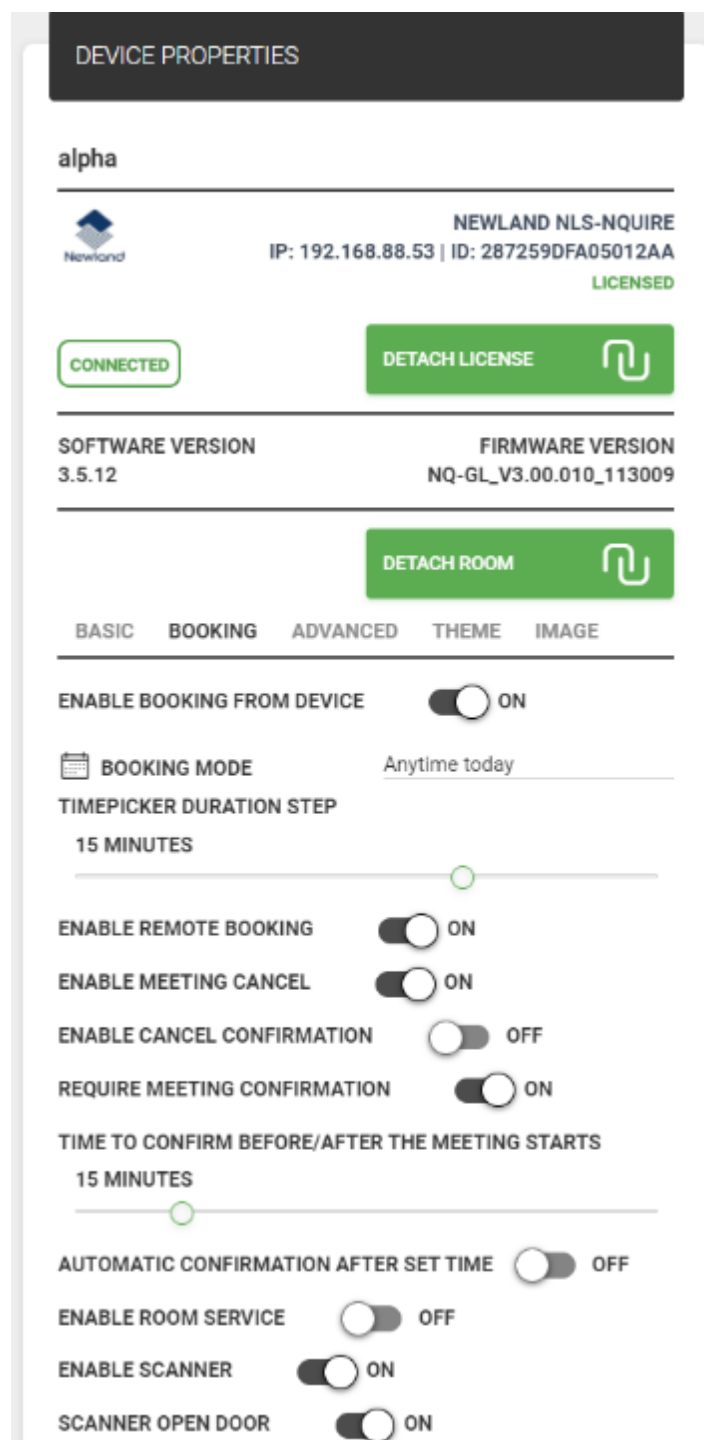 DEVICE PROPERTIES
alpha
Newland
NEWLAND NLS-NQUIRE
IP: 192.168.88.53 | ID: 287259DFA05012AA
LICENSED
CONNECTED
DETACH LICENSE
SOFTWARE VERSION
3.5.12
FIRMWARE VERSION
NQ-GL_V3.00.010_113009
DETACH ROOM
BASIC BOOKING ADVANCED THEME IMAGE
ENABLE BOOKING FROM DEVICE ON
BOOKING MODE Anytime today
TIMEPICKER DURATION STEP
15 MINUTES
ENABLE REMOTE BOOKING ON
ENABLE MEETING CANCEL ON
ENABLE CANCEL CONFIRMATION OFF
REQUIRE MEETING CONFIRMATION ON
TIME TO CONFIRM BEFORE/AFTER THE MEETING STARTS
15 MINUTES
AUTOMATIC CONFIRMATION AFTER SET TIME OFF
ENABLE ROOM SERVICE OFF
ENABLE SCANNER ON
SCANNER OPEN DOOR ON